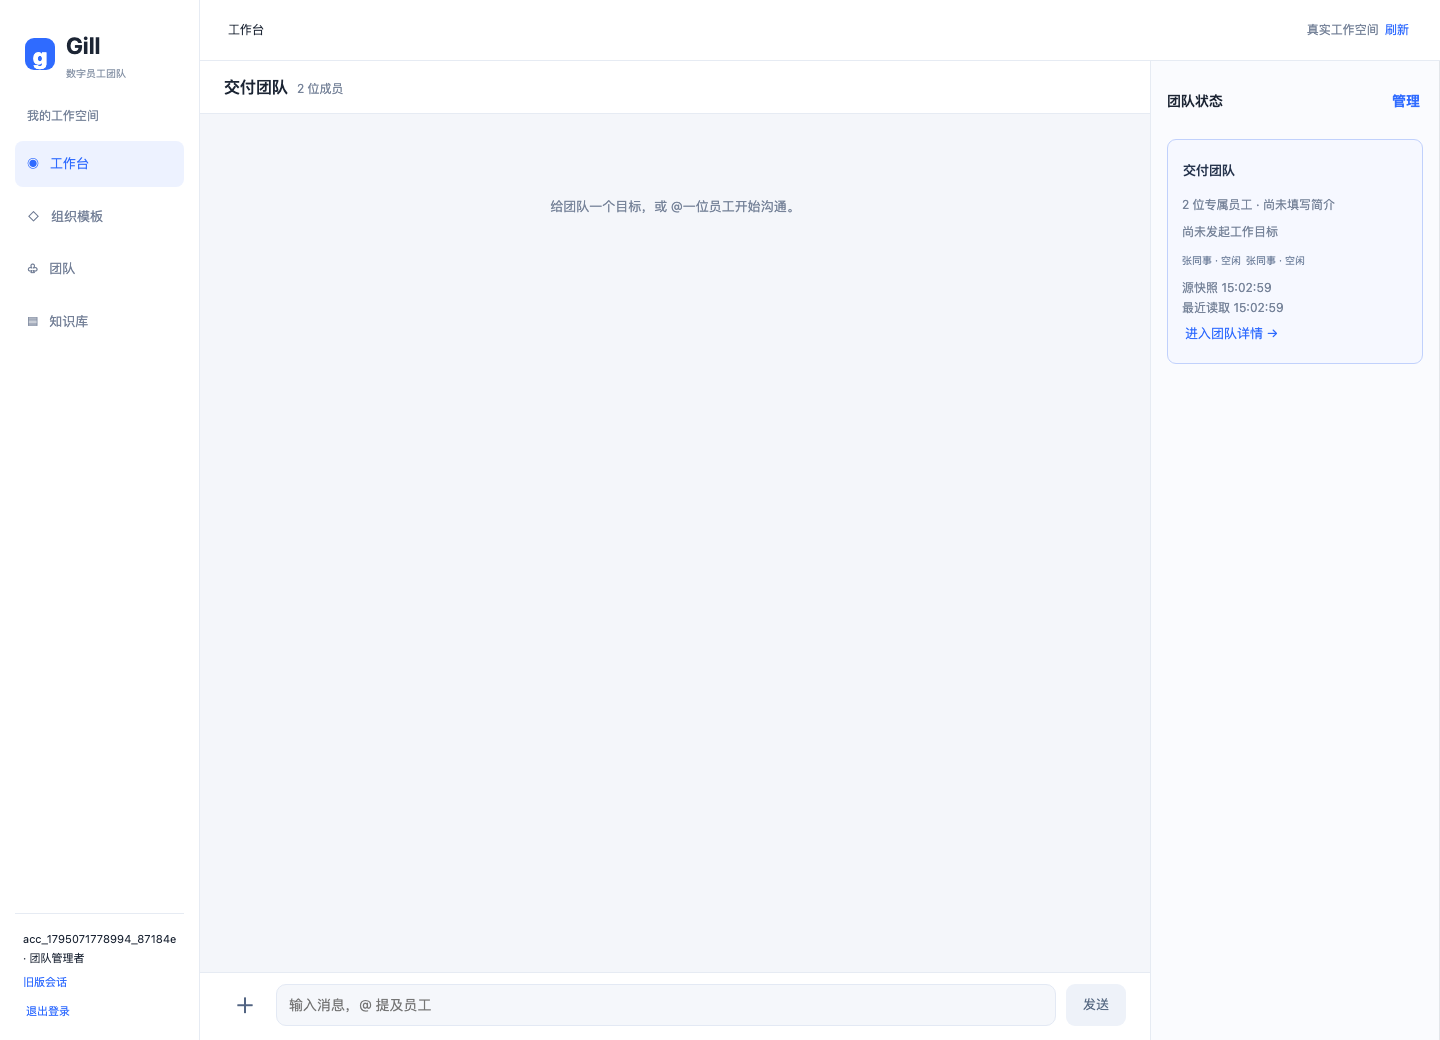 g
Gill
数字员工团队
我的工作空间
工作台
组织模板
团队
知识库
acc_1795071778994_87184e
· 团队管理者
旧版会话
退出登录
工作台
真实工作空间 刷新
交付团队 2 位成员
给团队一个目标，或 @一位员工开始沟通。
输入消息，@ 提及员工
发送
团队状态 管理
交付团队
2 位专属员工 · 尚未填写简介
尚未发起工作目标
张同事 · 空闲 张同事 · 空闲
源快照 15:02:59
最近读取 15:02:59
进入团队详情 →